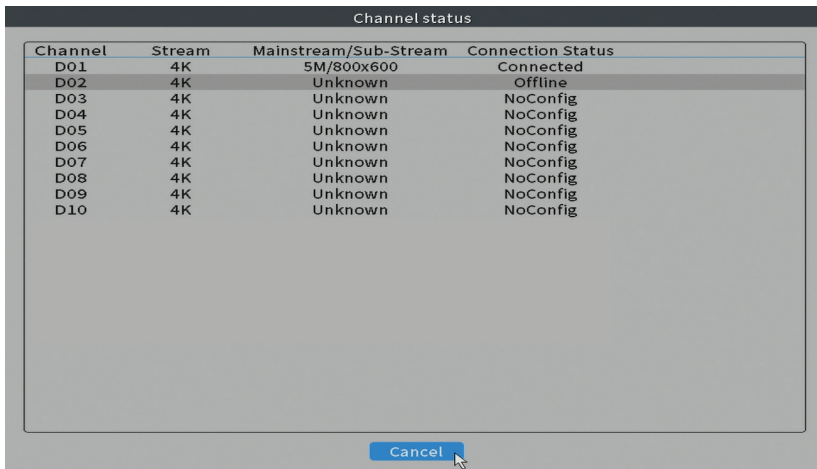 Channel status
Channel Stream Mainstream/Sub-Stream Connection Status
D01 4K 5M/800x600 Connected
D02 4K Unknown Offline
D03 4K Unknown NoConfig
D04 4K Unknown NoConfig
D05 4K Unknown NoConfig
D06 4K Unknown NoConfig
D07 4K Unknown NoConfig
D08 4K Unknown NoConfig
D09 4K Unknown NoConfig
D10 4K Unknown NoConfig
Cancel